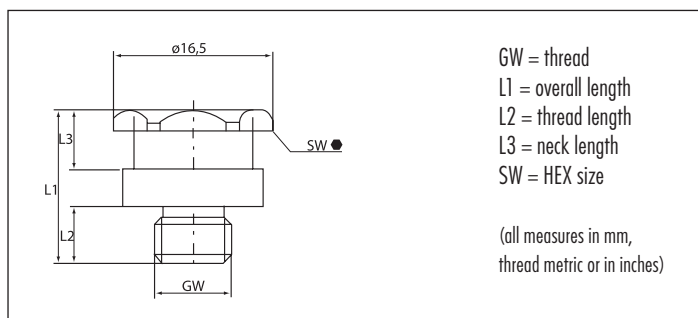 ø16,5
GW = thread
L1 = overall length
L2 = thread length
L3 = neck length
SW = HEX size
(all measures in mm,
thread metric or in inches)
L3
SW
L1
L2
GW